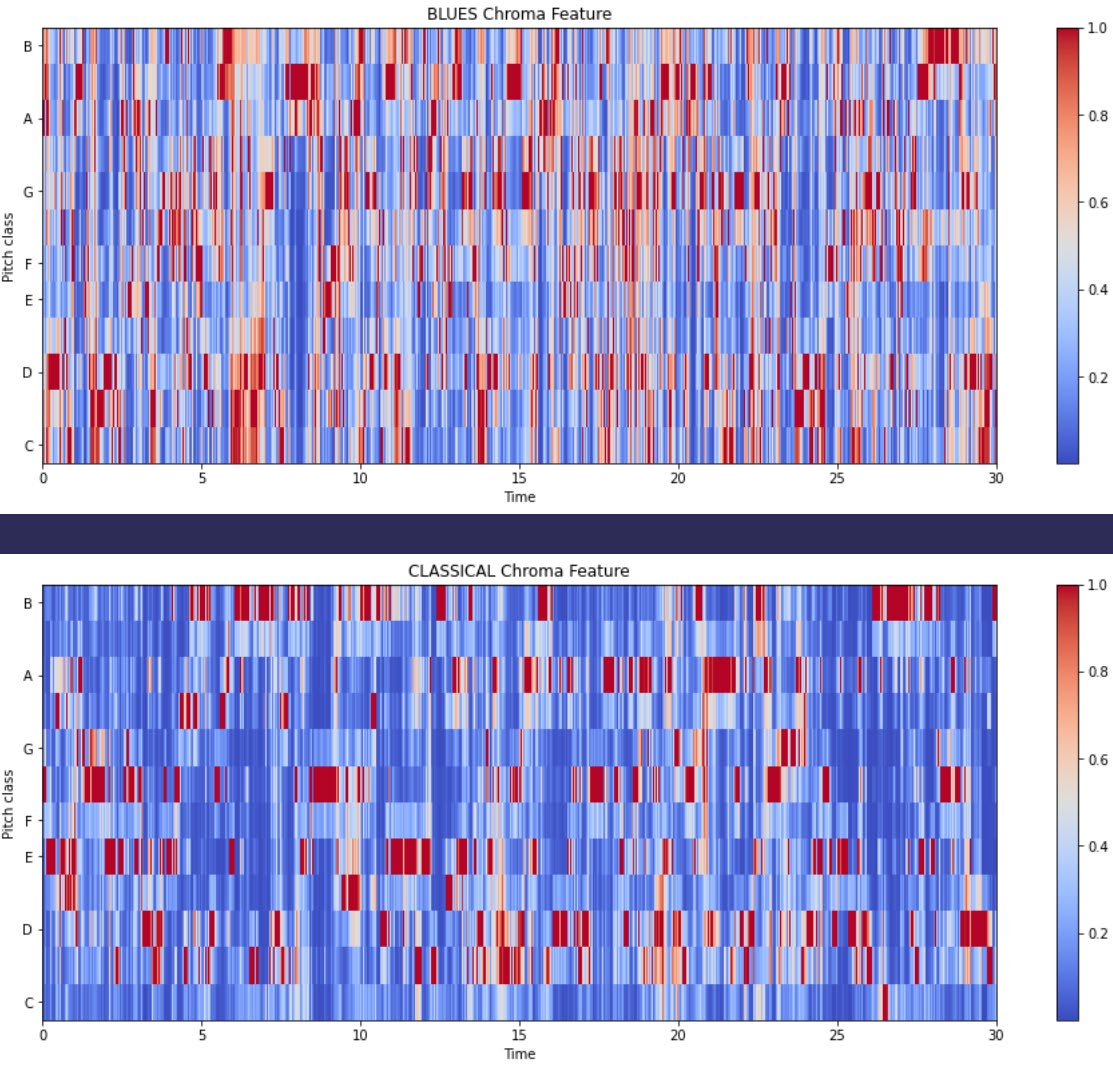 BLUES Chroma Feature
Pitch class
B
A
G
F
E
D
C
0 5 10 15 20 25 30
Time
1.0
0.8
0.6
0.4
0.2
CLASSICAL Chroma Feature
Pitch class
B
A
G
F
E
D
C
0 5 10 15 20 25 30
Time
1.0
0.8
0.6
0.4
0.2